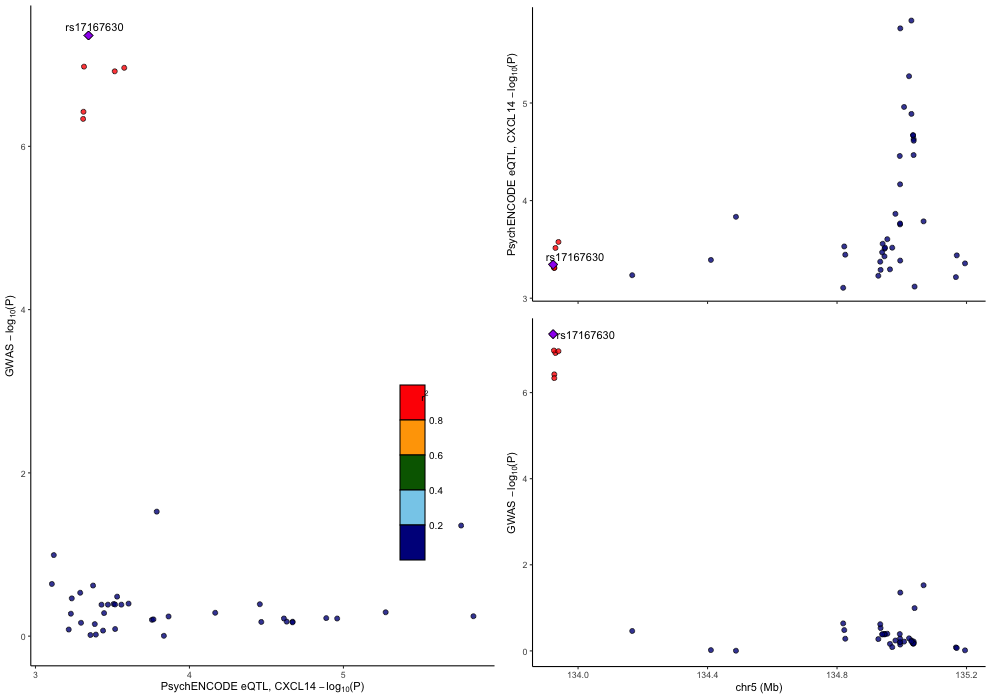 rs17167630
6
4
2
0
GWAS −log10(P)
3
4
5
PsychENCODE eQTL, CXCL14 −log10(P)
r2
0.8
0.6
0.4
0.2
PsychENCODE eQTL, CXCL14 −log10(P)
5
4
3
rs17167630
GWAS −log10(P)
6
4
2
0
rs17167630
134.0
134.4
134.8
135.2
chr5 (Mb)